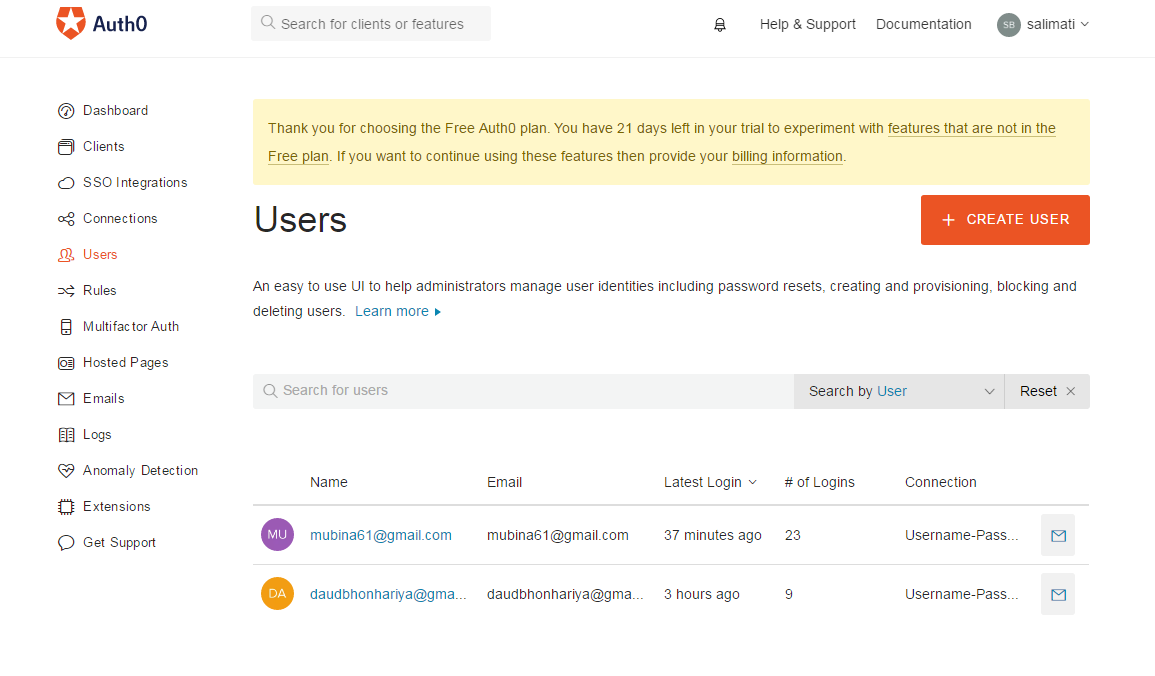 Auth0
Search for clients or features
Help & Support
Documentation
SB
salimati
Dashboard
Clients
SSO Integrations
Connections
Users
Rules
Multifactor Auth
Hosted Pages
Emails
Logs
Anomaly Detection
Extensions
Get Support
Thank you for choosing the Free Auth0 plan. You have 21 days left in your trial to experiment with features that are not in the
Free plan. If you want to continue using these features then provide your billing information.
Users
+ CREATE USER
An easy to use UI to help administrators manage user identities including password resets, creating and provisioning, blocking and
deleting users. Learn more
Search for users
Search by User
Reset
Name Email Latest Login # of Logins Connection
MU mubina61@gmail.com mubina61@gmail.com 37 minutes ago 23 Username-Pass...
DA daudbhonhariya@gma... daudbhonhariya@gma... 3 hours ago 9 Username-Pass...